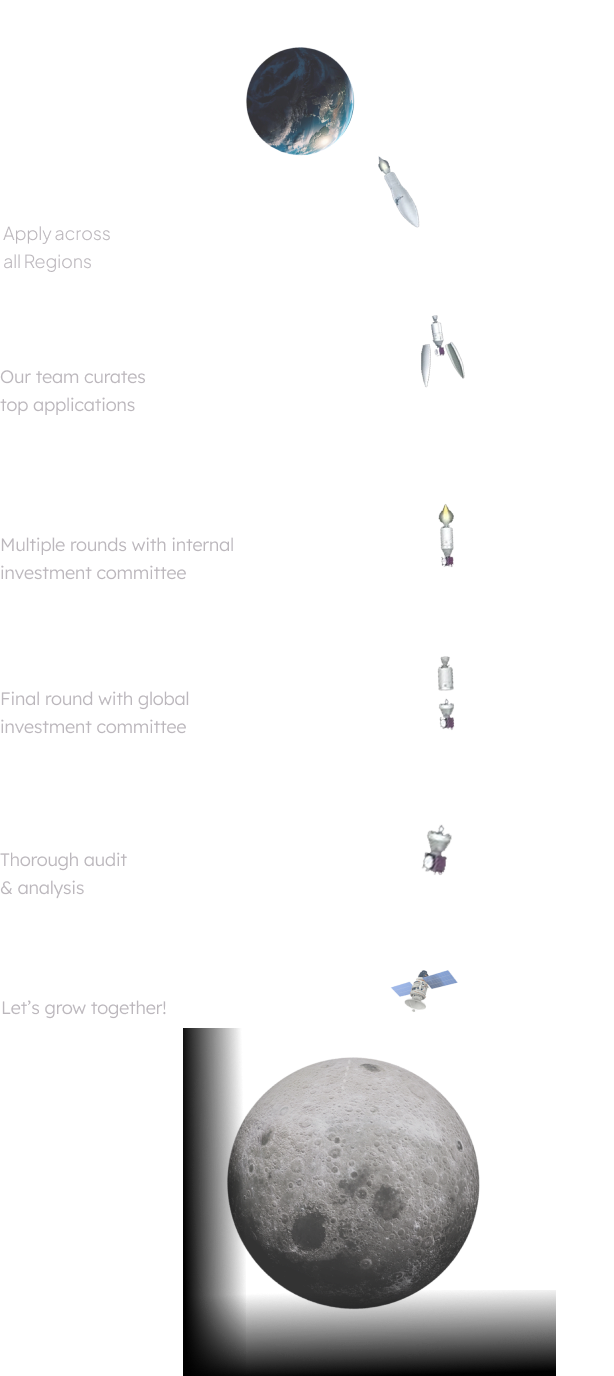 Apply across
all Regions
Our team curates
top applications
Multiple rounds with internal
investment committee
Final round with global
investment committee
Thorough audit
& analysis
Let’s grow together!